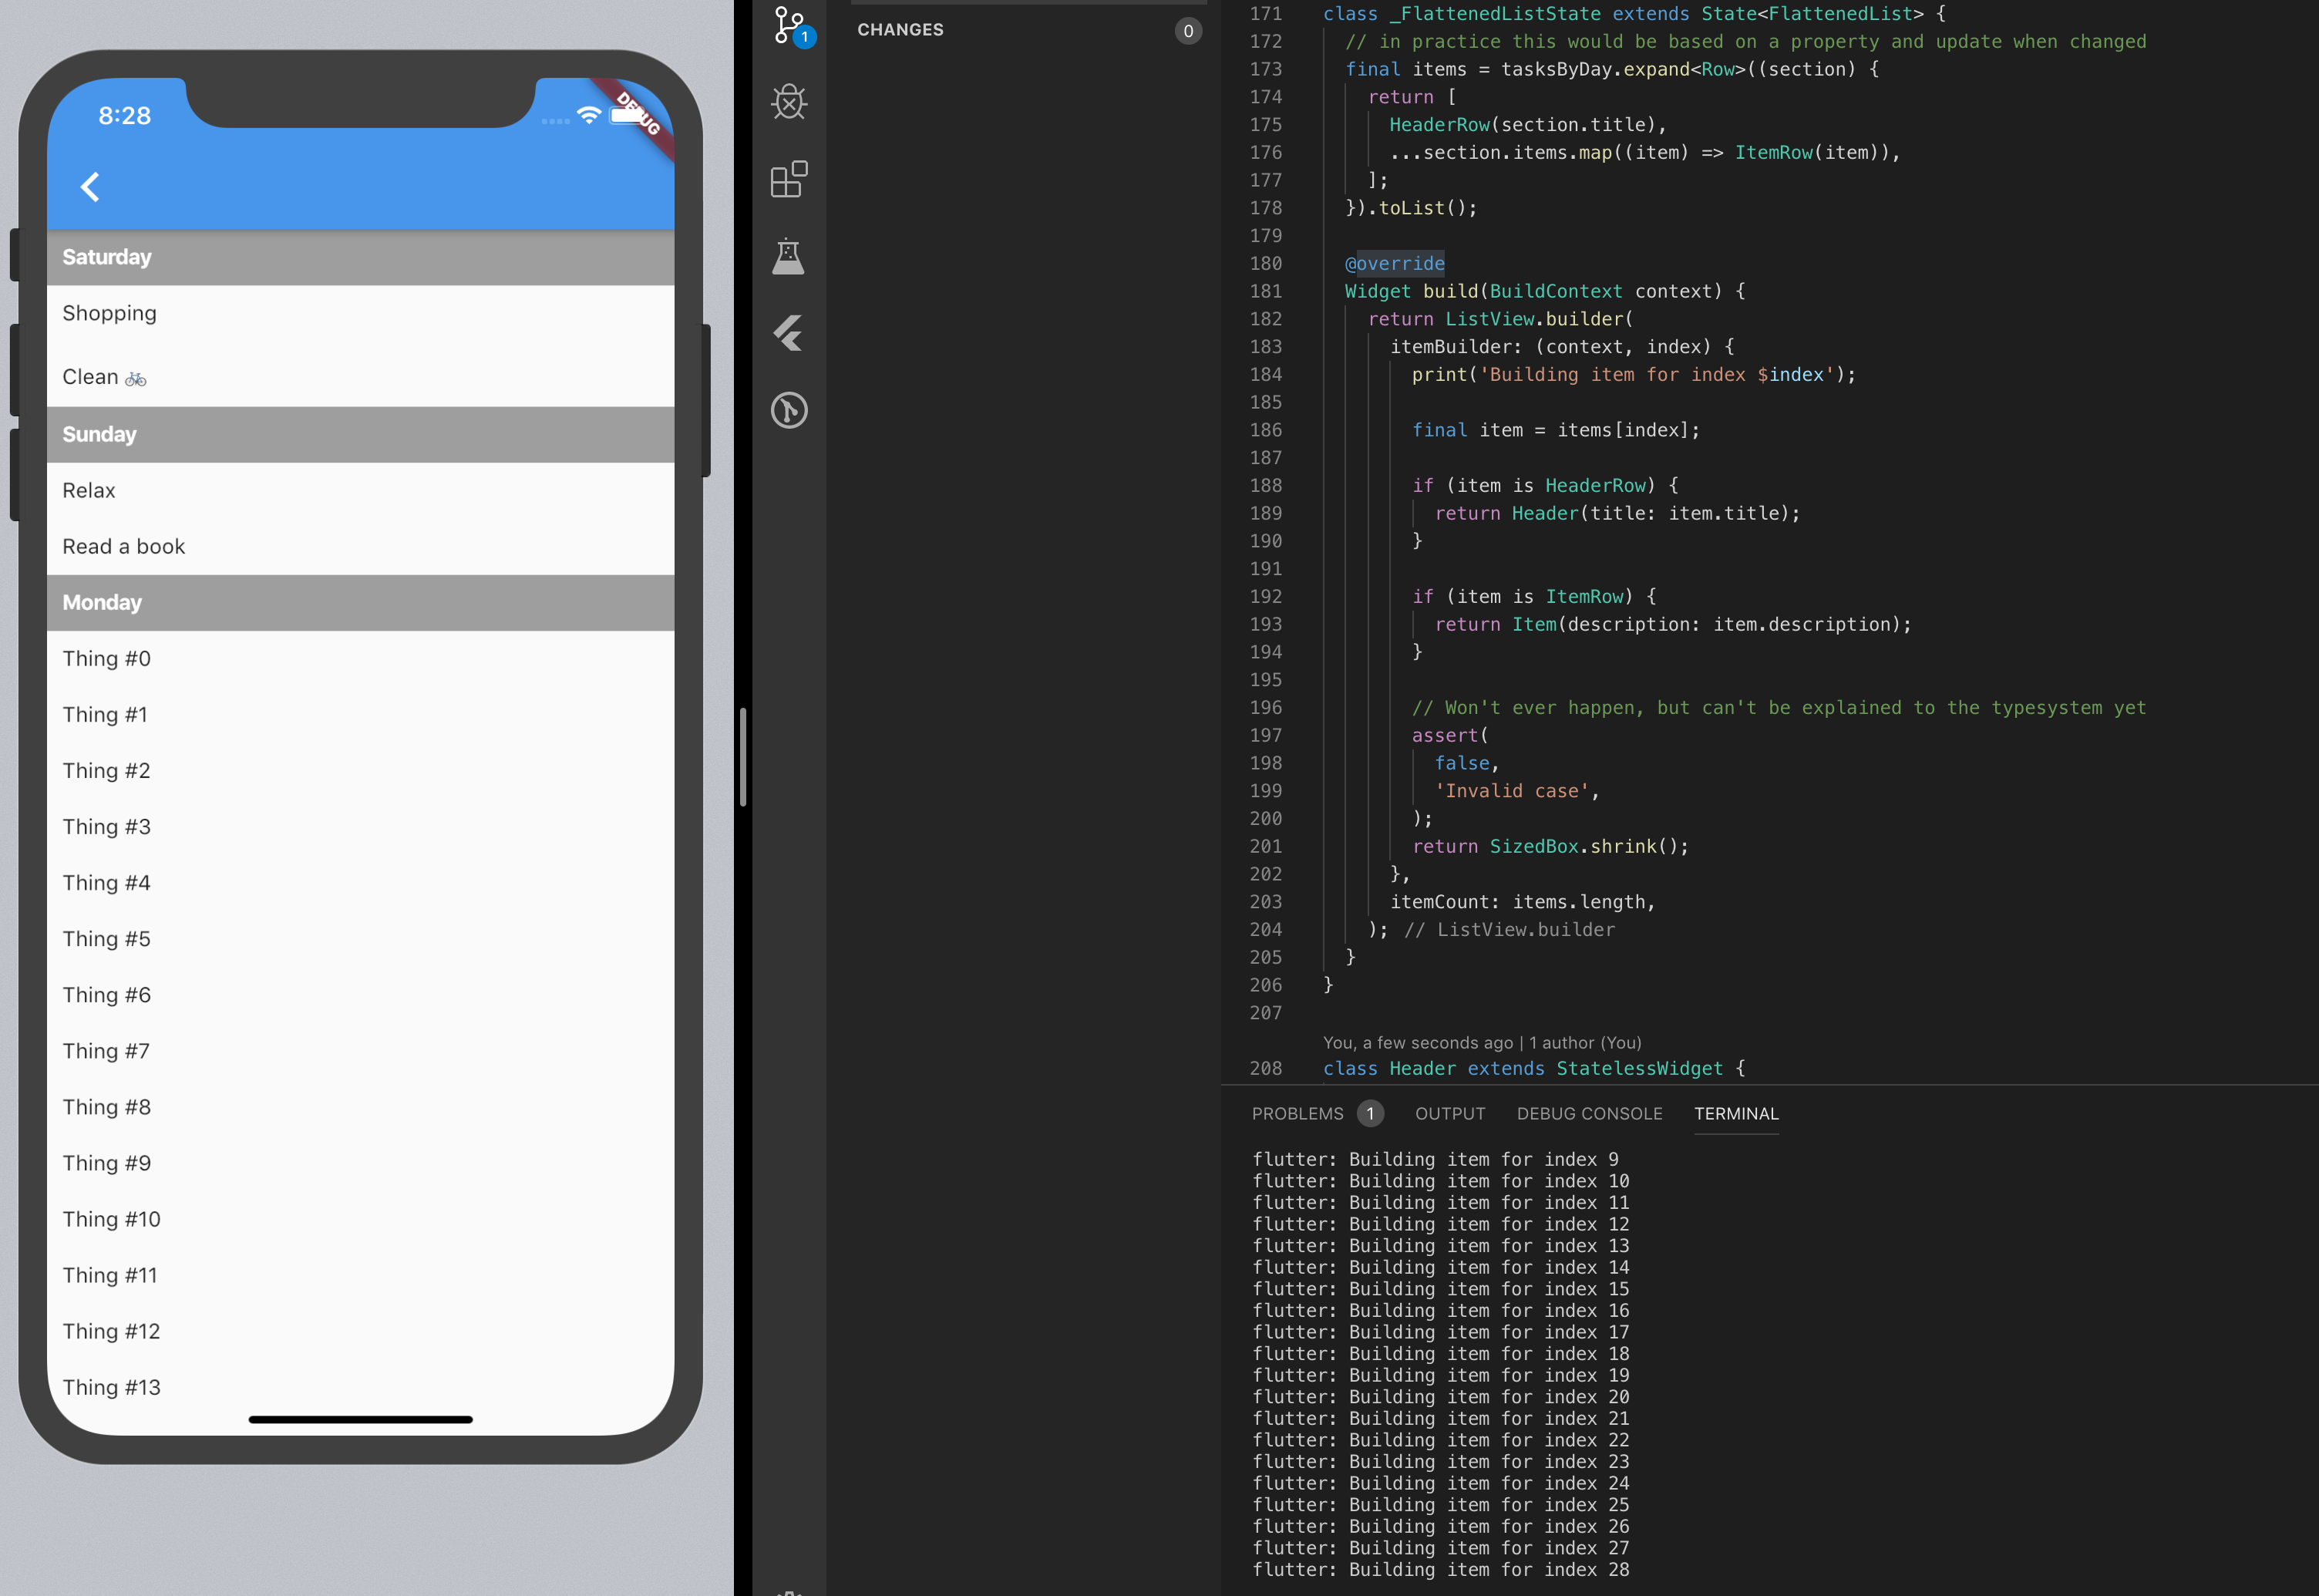 8:28
DEBUG
Saturday
Shopping
Clean 🚲
Sunday
Relax
Read a book
Monday
Thing #0
Thing #1
Thing #2
Thing #3
Thing #4
Thing #5
Thing #6
Thing #7
Thing #8
Thing #9
Thing #10
Thing #11
Thing #12
Thing #13
1
CHANGES 0
171 class _FlattenedListState extends State<FlattenedList> {
172 // in practice this would be based on a property and update when changed
173 final items = tasksByDay.expand<Row>((section) {
174 return [
175 HeaderRow(section.title),
176 ...section.items.map((item) => ItemRow(item)),
177 ];
178 }).toList();
179
180 @override
181 Widget build(BuildContext context) {
182 return ListView.builder(
183 itemBuilder: (context, index) {
184 print('Building item for index $index');
185
186 final item = items[index];
187
188 if (item is HeaderRow) {
189 return Header(title: item.title);
190 }
191
192 if (item is ItemRow) {
193 return Item(description: item.description);
194 }
195
196 // Won't ever happen, but can't be explained to the typesystem yet
197 assert(
198 false,
199 'Invalid case',
200 );
201 return SizedBox.shrink();
202 },
203 itemCount: items.length,
204 ); // ListView.builder
205 }
206 }
207
You, a few seconds ago | 1 author (You)
208 class Header extends StatelessWidget {
PROBLEMS 1 OUTPUT DEBUG CONSOLE TERMINAL
flutter: Building item for index 9
flutter: Building item for index 10
flutter: Building item for index 11
flutter: Building item for index 12
flutter: Building item for index 13
flutter: Building item for index 14
flutter: Building item for index 15
flutter: Building item for index 16
flutter: Building item for index 17
flutter: Building item for index 18
flutter: Building item for index 19
flutter: Building item for index 20
flutter: Building item for index 21
flutter: Building item for index 22
flutter: Building item for index 23
flutter: Building item for index 24
flutter: Building item for index 25
flutter: Building item for index 26
flutter: Building item for index 27
flutter: Building item for index 28